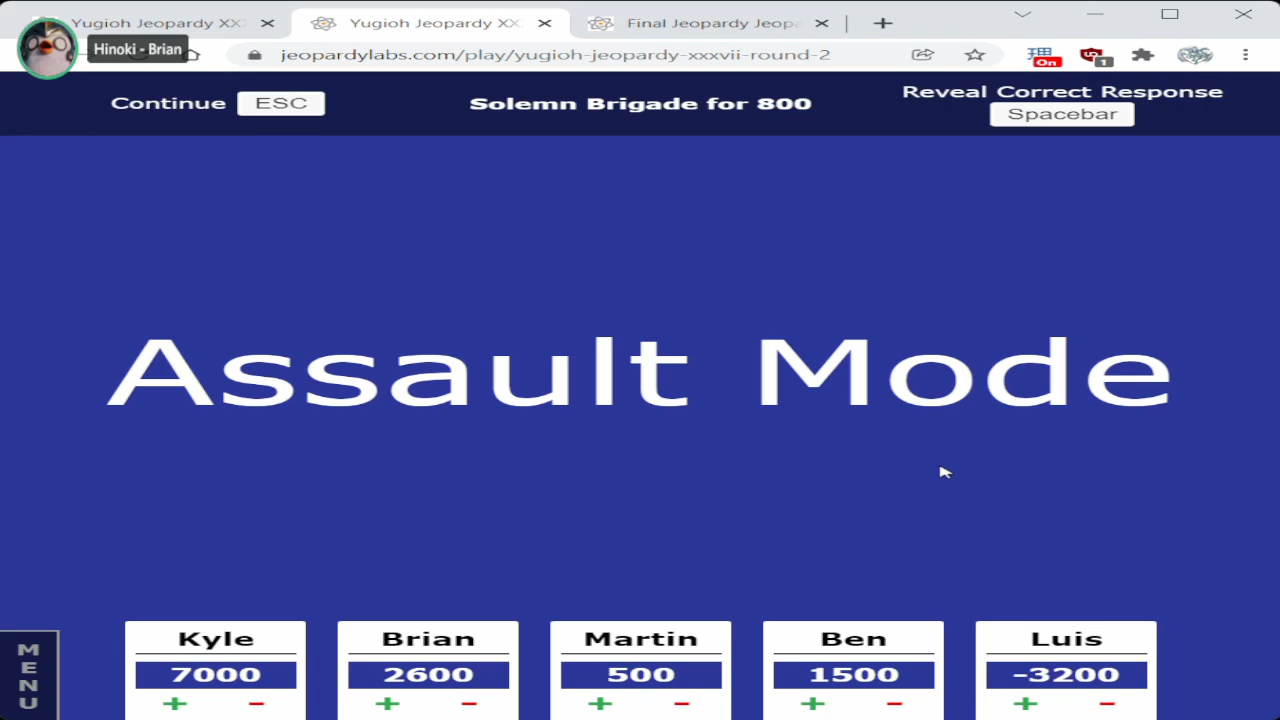 Yugioh Jeopardy XX
Yugioh Jeopardy XX
Final Jeopardy Jeop
Hinoki - Brian
jeopardylabs.com/play/yugioh-jeopardy-xxxvii-round-2
理
On
1
Continue ESC
Solemn Brigade for 800
Reveal Correct Response
Spacebar
Assault Mode
MENU
Kyle Brian Martin Ben Luis
7000 2600 500 1500 -3200
+ - + - + - + - + -